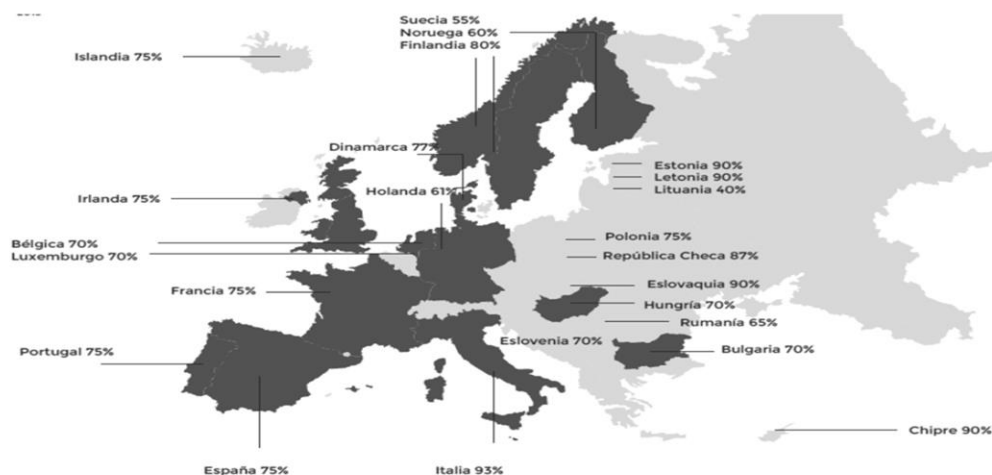 Suecia 55%
Noruega 60%
Finlandia 80%
Islandia 75%
Dinamarca 77%
Estonia 90%
Letonia 90%
Lituania 40%
Irlanda 75%
Holanda 61%
Bélgica 70%
Luxemburgo 70%
Polonia 75%
República Checa 87%
Eslovaquia 90%
Francia 75%
Hungría 70%
Rumanía 65%
Eslovenia 70%
Portugal 75%
Bulgaria 70%
Chipre 90%
España 75%
Italia 93%